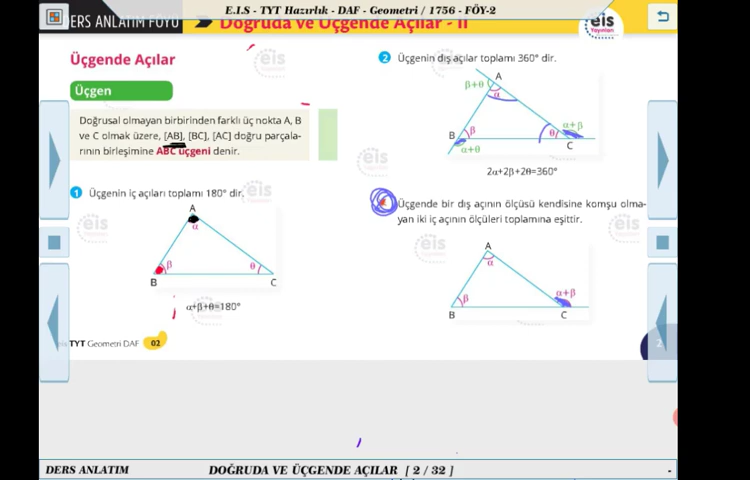 E.I.S - TYT Hazırlık - DAF - Geometri / 1756 - FÖY-2
DERS ANLATIM FÖYÜ
Doğruda ve Üçgende Açılar - II
eis
Yayınları
Üçgende Açılar
Üçgen
Doğrusal olmayan birbirinden farklı üç nokta A, B
ve C olmak üzere, [AB], [BC], [AC] doğru parçala-
rının birleşimine ABC üçgeni denir.
1 Üçgenin iç açıları toplamı 180° dir.
A
α
β
θ
B
C
α+β+θ=180°
TYT Geometri DAF 02
2 Üçgenin dış açılar toplamı 360° dir.
A
β+θ
α
B
β
θ
α+β
α+θ
C
2α+2β+2θ=360°
Üçgende bir dış açının ölçüsü kendisine komşu olma-
yan iki iç açının ölçüleri toplamına eşittir.
A
α
β
α+β
B
C
DERS ANLATIM
DOĞRUDA VE ÜÇGENDE AÇILAR [ 2 / 32 ]
-